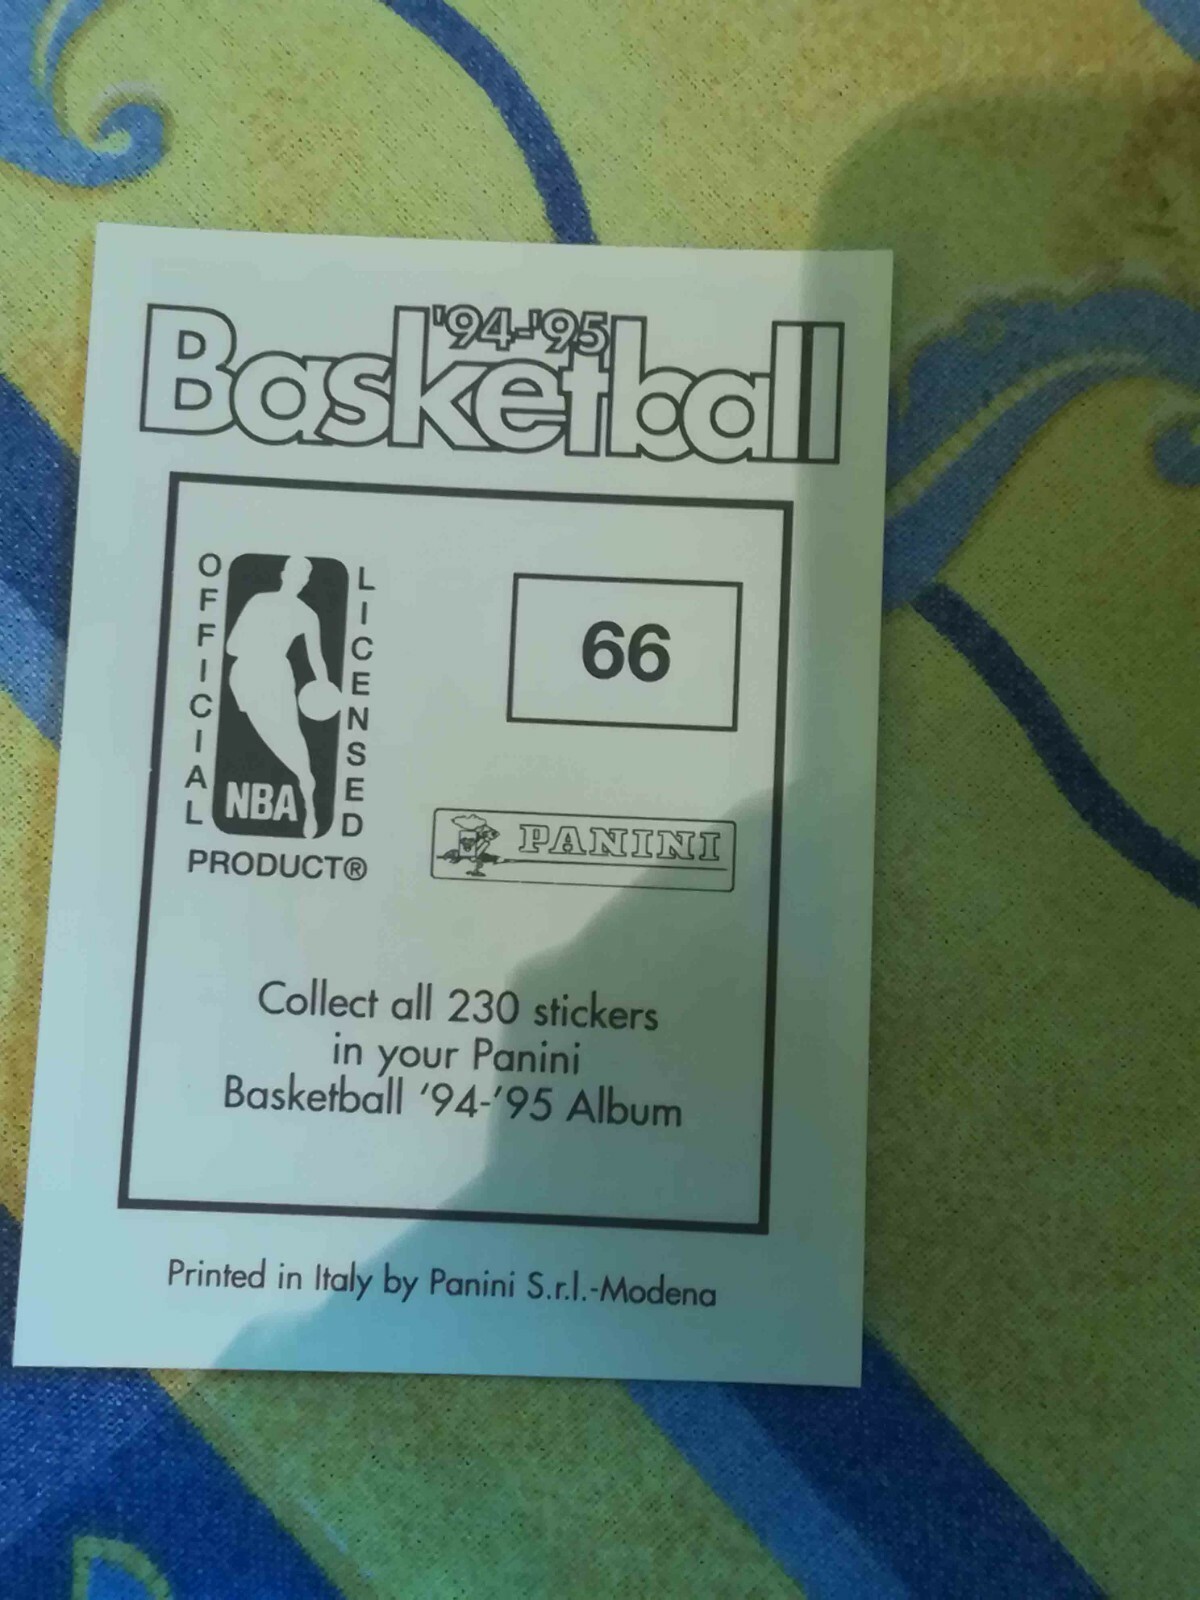 '94-'95
Basketball
OFFICIAL
LICENSED
NBA
PRODUCT®
66
PANINI
Collect all 230 stickers
in your Panini
Basketball '94-'95 Album
Printed in Italy by Panini S.r.l.-Modena